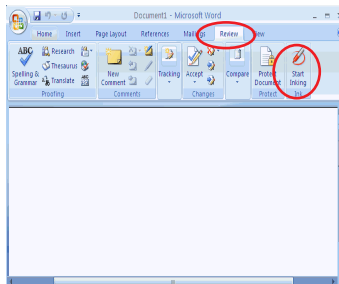 Document1 - Microsoft Word
Home Insert Page Layout References Mailings Review View
ABC Research
Thesaurus
Spelling & Grammar Translate
New Comment
Tracking
Accept
Compare
Protect Document
Start Inking
Proofing Comments Changes Protect Ink